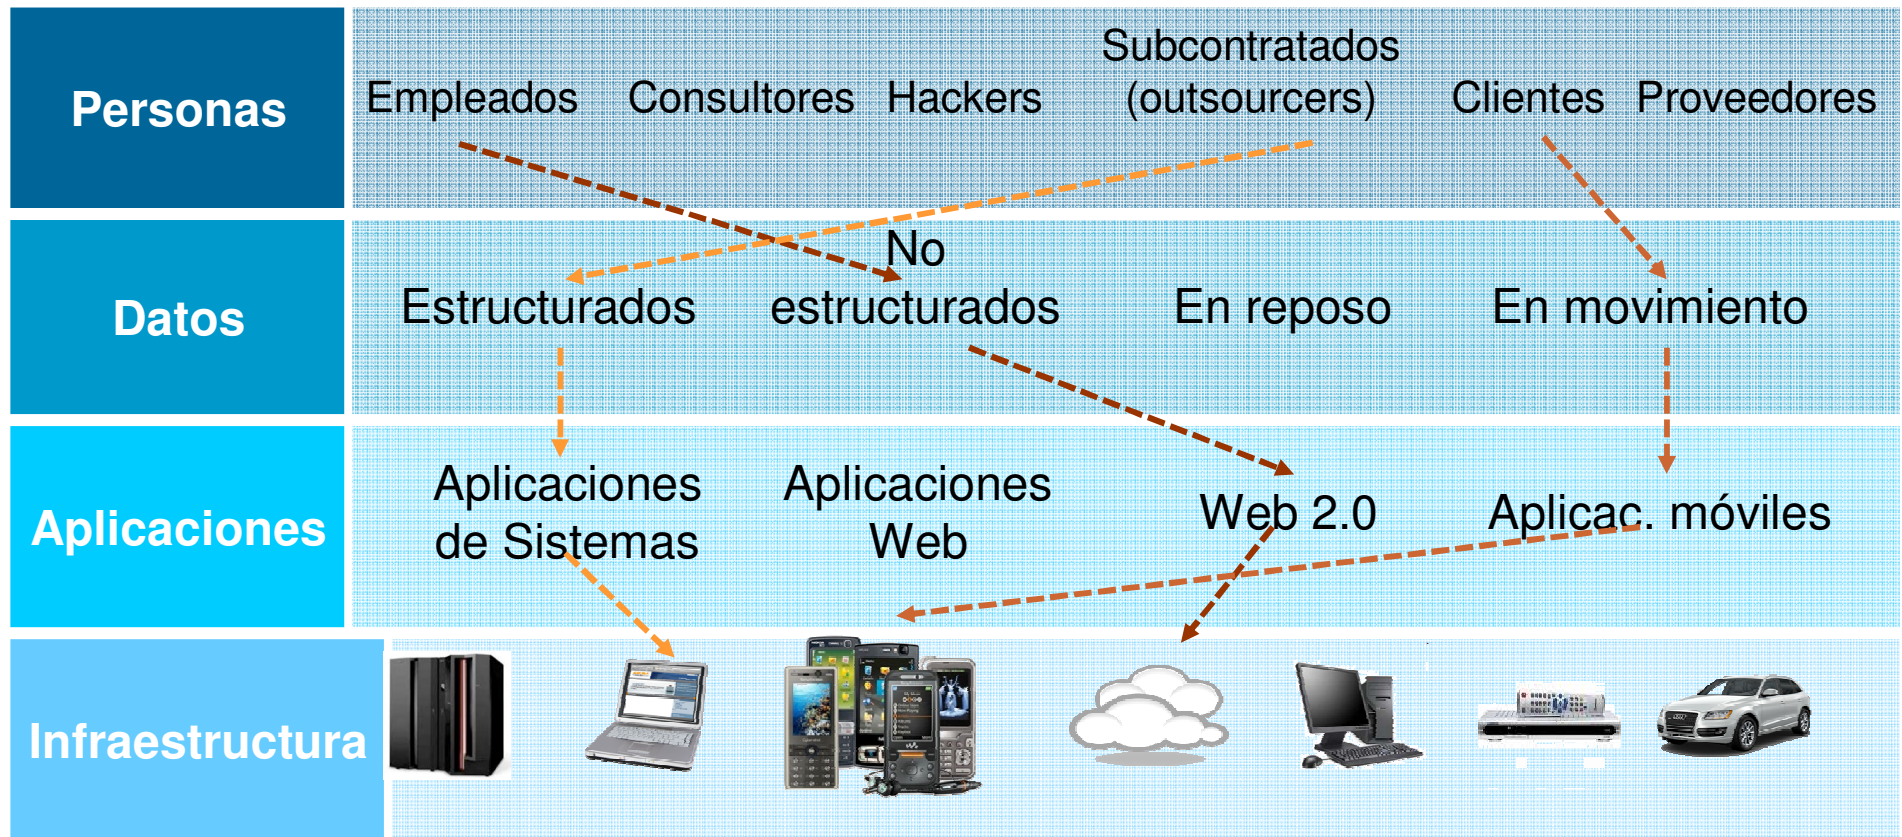 Personas
Empleados Consultores Hackers Subcontratados
(outsourcers) Clientes Proveedores
Datos
Estructurados
No
estructurados
En reposo
En movimiento
Aplicaciones
Aplicaciones
de Sistemas
Aplicaciones
Web
Web 2.0
Aplicac. móviles
Infraestructura